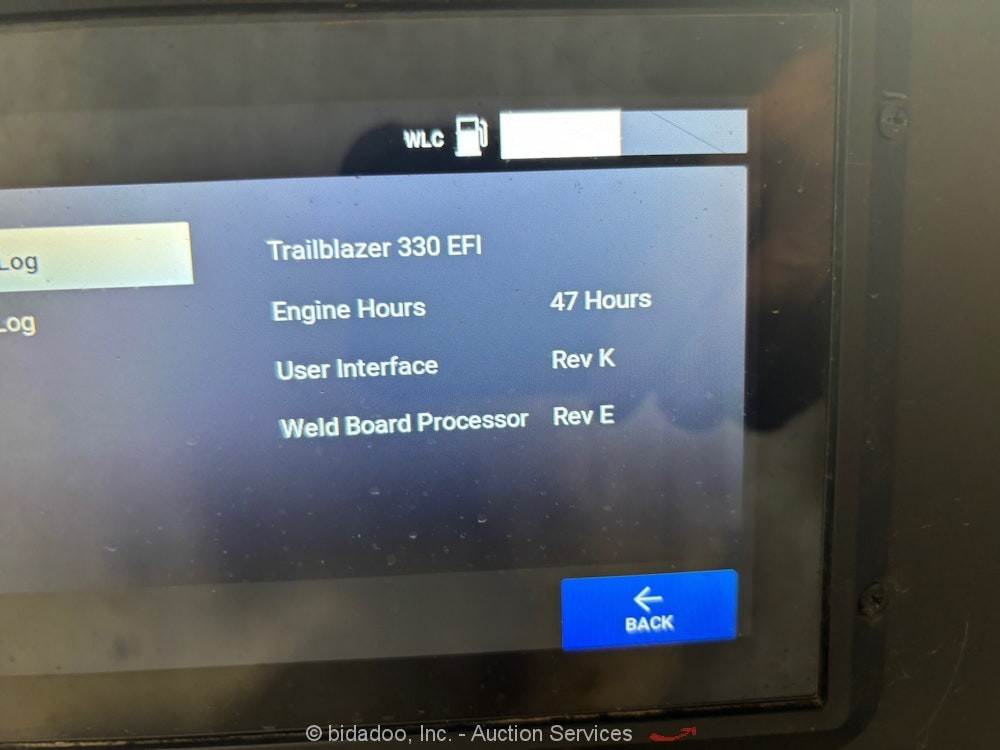 WLC
Log
Trailblazer 330 EFI
Engine Hours 47 Hours
Log
User Interface Rev K
Weld Board Processor Rev E
BACK
© bidadoo, Inc. - Auction Services